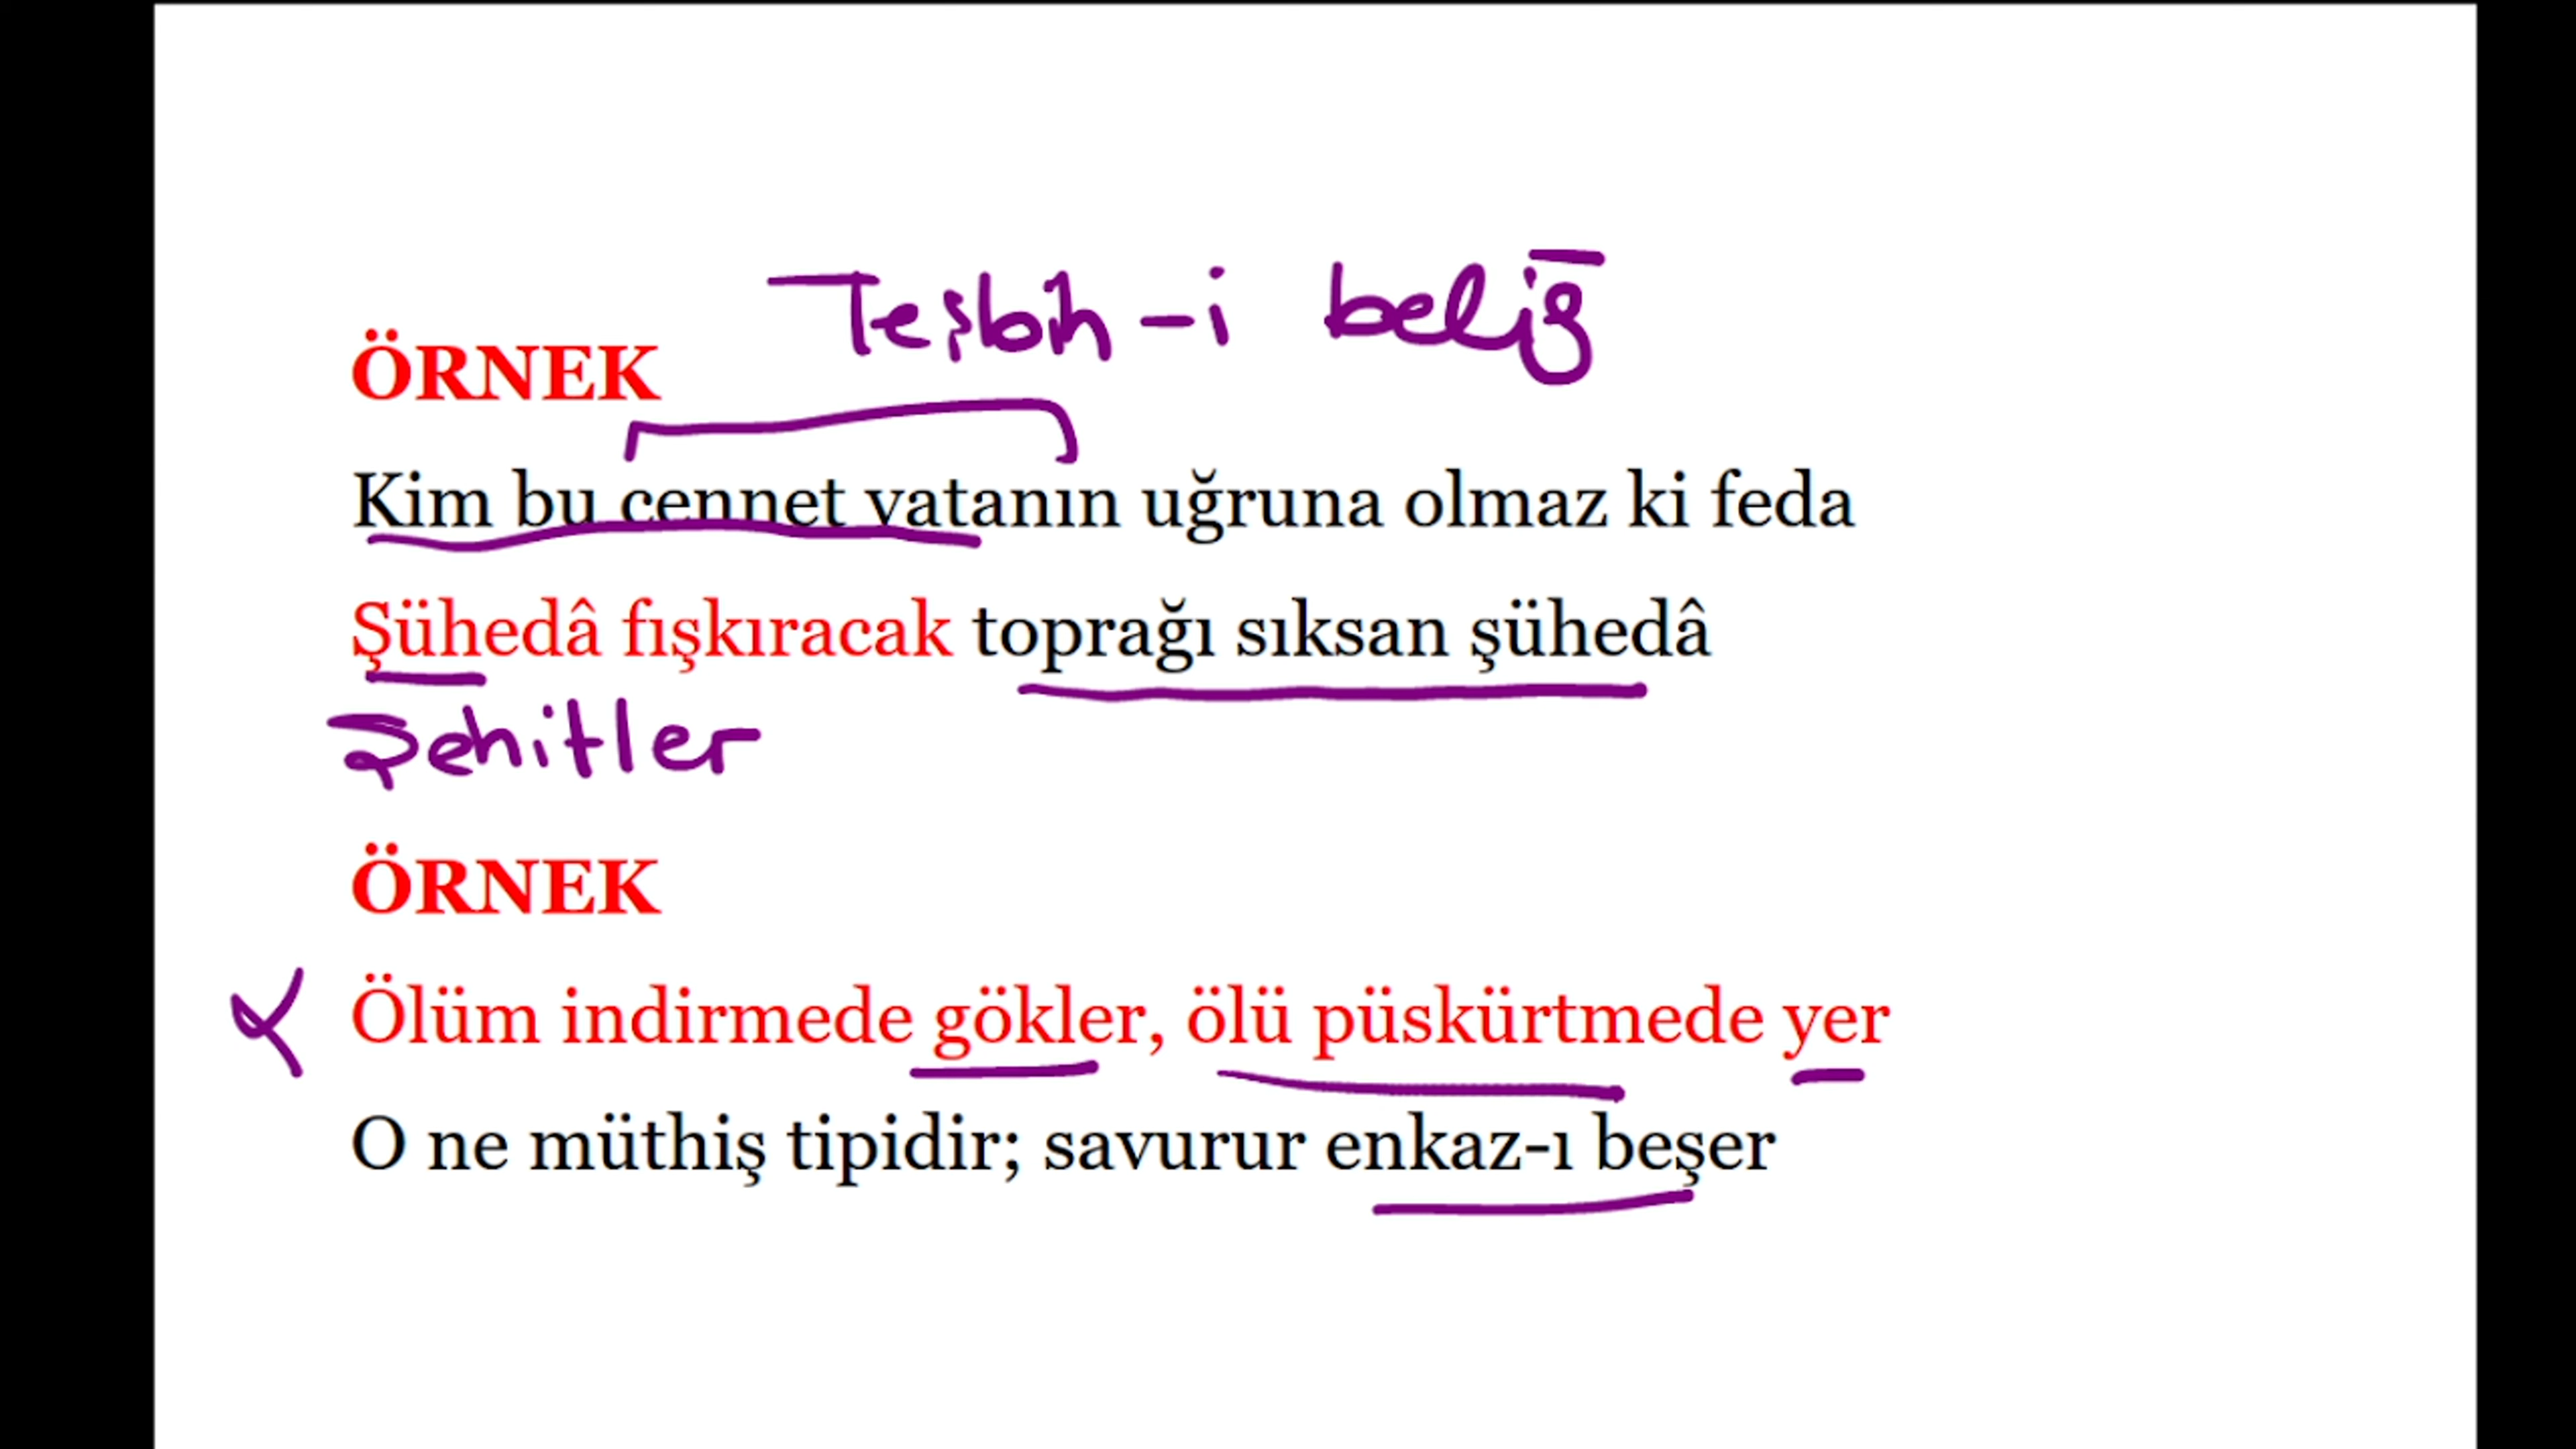 Teşbih-i beliğ
ÖRNEK
Kim bu cennet vatanın uğruna olmaz ki feda
Şühedâ fışkıracak toprağı sıksan şühedâ
Şehitler
ÖRNEK
Ölüm indirmede gökler, ölü püskürtmede yer
O ne müthiş tipidir; savurur enkaz-ı beşer